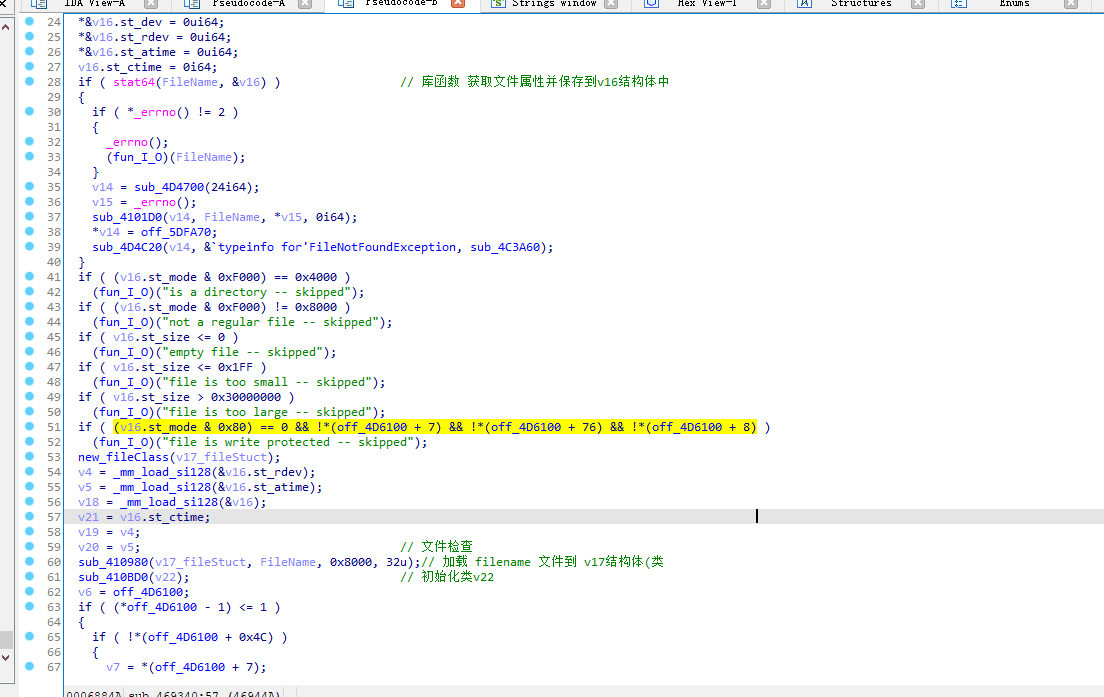 IDA View-A Pseudocode-A Pseudocode-B Strings window Hex View-1 Structures Enums
24 *&v16.st_dev = 0ui64;
25 *&v16.st_rdev = 0ui64;
26 *&v16.st_atime = 0ui64;
27 v16.st_ctime = 0i64;
28 if ( stat64(FileName, &v16) ) // 库函数 获取文件属性并保存到v16结构体中
29 {
30 if ( *_errno() != 2 )
31 {
32 _errno();
33 (fun_I_O)(FileName);
34 }
35 v14 = sub_4D4700(24i64);
36 v15 = _errno();
37 sub_4101D0(v14, FileName, *v15, 0i64);
38 *v14 = off_5DFA70;
39 sub_4D4C20(v14, &`typeinfo for'FileNotFoundException, sub_4C3A60);
40 }
41 if ( (v16.st_mode & 0xF000) == 0x4000 )
42 (fun_I_O)("is a directory -- skipped");
43 if ( (v16.st_mode & 0xF000) != 0x8000 )
44 (fun_I_O)("not a regular file -- skipped");
45 if ( v16.st_size <= 0 )
46 (fun_I_O)("empty file -- skipped");
47 if ( v16.st_size <= 0x1FF )
48 (fun_I_O)("file is too small -- skipped");
49 if ( v16.st_size > 0x30000000 )
50 (fun_I_O)("file is too large -- skipped");
51 if ( (v16.st_mode & 0x80) == 0 && !*(off_4D6100 + 7) && !*(off_4D6100 + 76) && !*(off_4D6100 + 8) )
52 (fun_I_O)("file is write protected -- skipped");
53 new_fileClass(v17_fileStuct);
54 v4 = _mm_load_si128(&v16.st_rdev);
55 v5 = _mm_load_si128(&v16.st_atime);
56 v18 = _mm_load_si128(&v16);
57 v21 = v16.st_ctime;
58 v19 = v4;
59 v20 = v5; // 文件检查
60 sub_410980(v17_fileStuct, FileName, 0x8000, 32u);// 加载 filename 文件到 v17结构体(类
61 sub_410BD0(v22); // 初始化类v22
62 v6 = off_4D6100;
63 if ( (*off_4D6100 - 1) <= 1 )
64 {
65 if ( !*(off_4D6100 + 0x4C) )
66 {
67 v7 = *(off_4D6100 + 7);